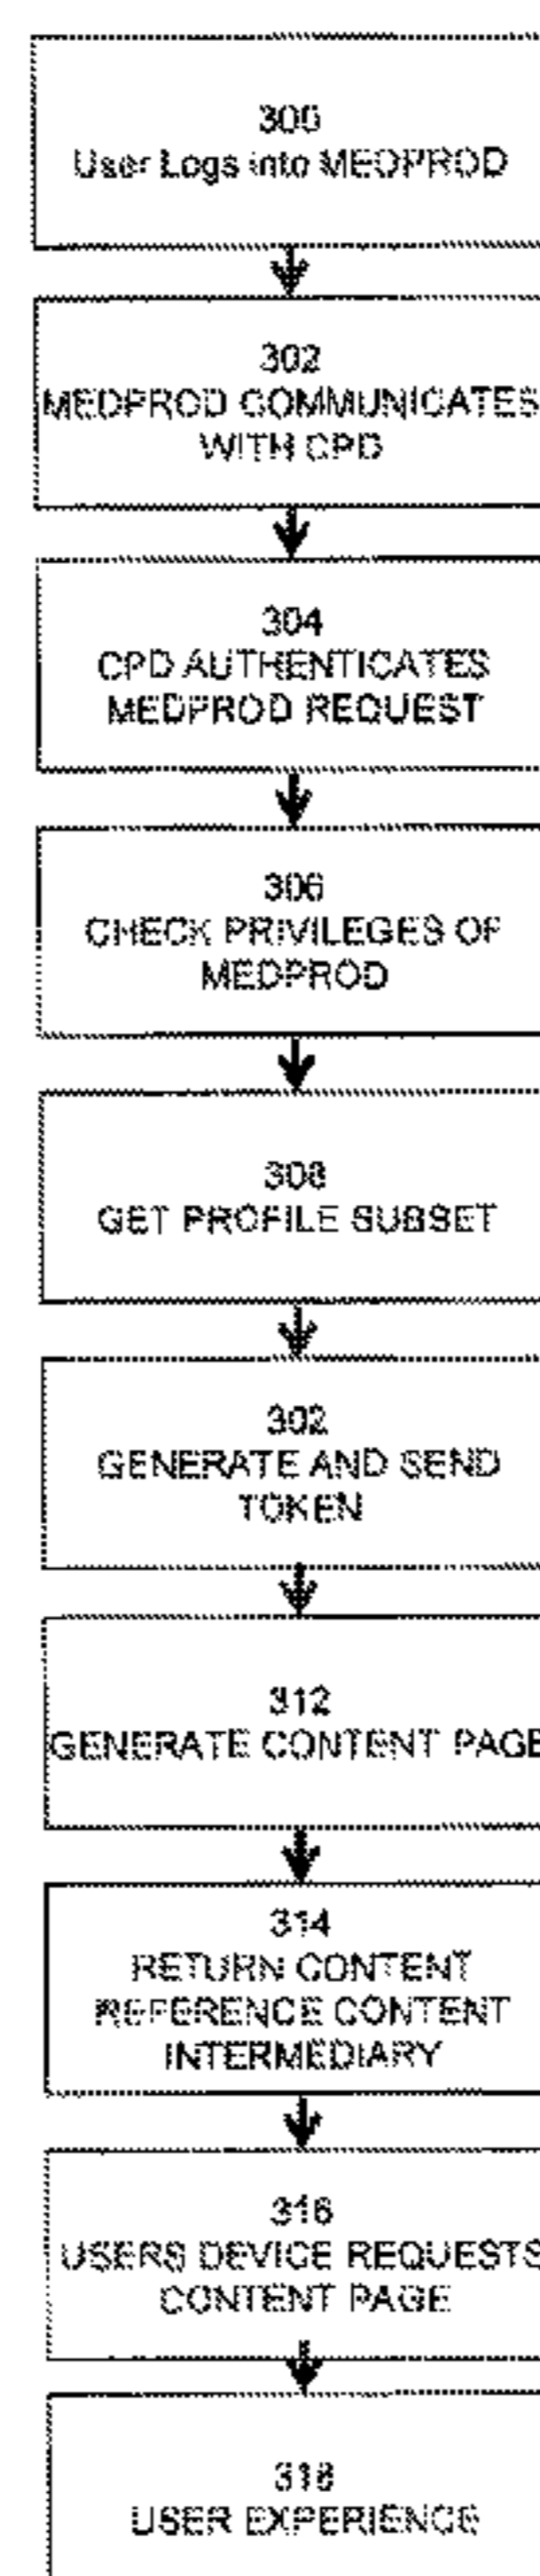 300
User Logs into MEDPROD
302
MEDPROD COMMUNICATES
WITH CPD
304
CPD AUTHENTICATES
MEDPROD REQUEST
306
CHECK PRIVILEGES OF
MEDPROD
308
GET PROFILE SUBSET
302
GENERATE AND SEND
TOKEN
312
GENERATE CONTENT PAGE
314
RETURN CONTENT
REFERENCE CONTENT
INTERMEDIARY
316
USERS DEVICE REQUESTS
CONTENT PAGE
318
USER EXPERIENCE